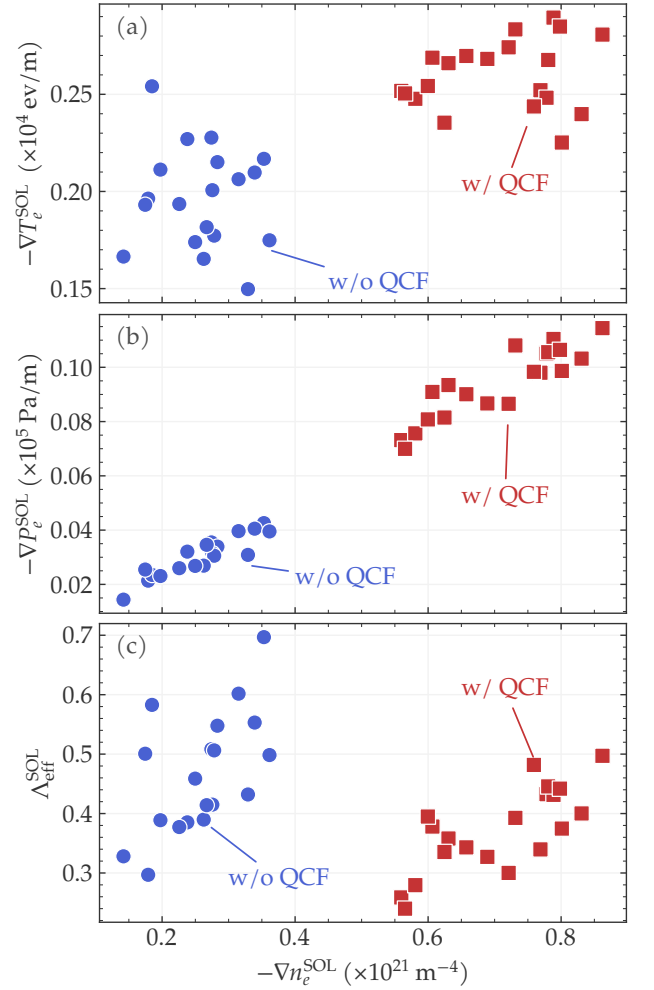 (a)
0.25
0.20
0.15
−∇T_e^SOL (×10^4 ev/m)
w/ QCF
w/o QCF
(b)
0.10
0.08
0.06
0.04
0.02
−∇P_e^SOL (×10^5 Pa/m)
w/ QCF
w/o QCF
(c)
0.7
0.6
0.5
0.4
0.3
Λ_eff^SOL
w/ QCF
w/o QCF
0.2 0.4 0.6 0.8
−∇n_e^SOL (×10^21 m^−4)